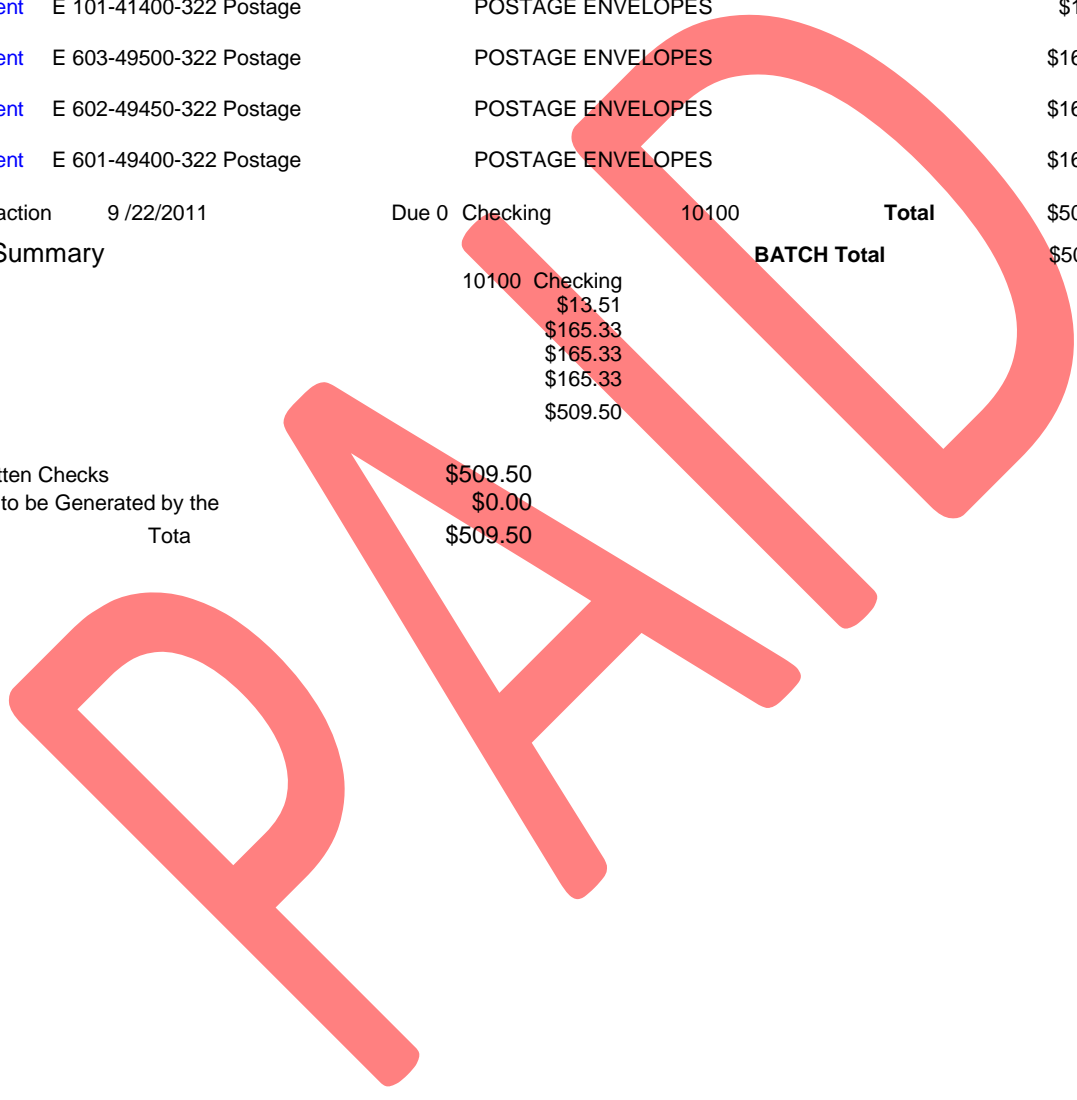 ent E 101-41400-322 Postage POSTAGE ENVELOPES $1
ent E 603-49500-322 Postage POSTAGE ENVELOPES $16
ent E 602-49450-322 Postage POSTAGE ENVELOPES $16
ent E 601-49400-322 Postage POSTAGE ENVELOPES $16
action 9 /22/2011 Due 0 Checking 10100 Total $50
Summary BATCH Total $50
10100 Checking
$13.51
$165.33
$165.33
$165.33
$509.50
tten Checks $509.50
to be Generated by the $0.00
Tota $509.50
PAID